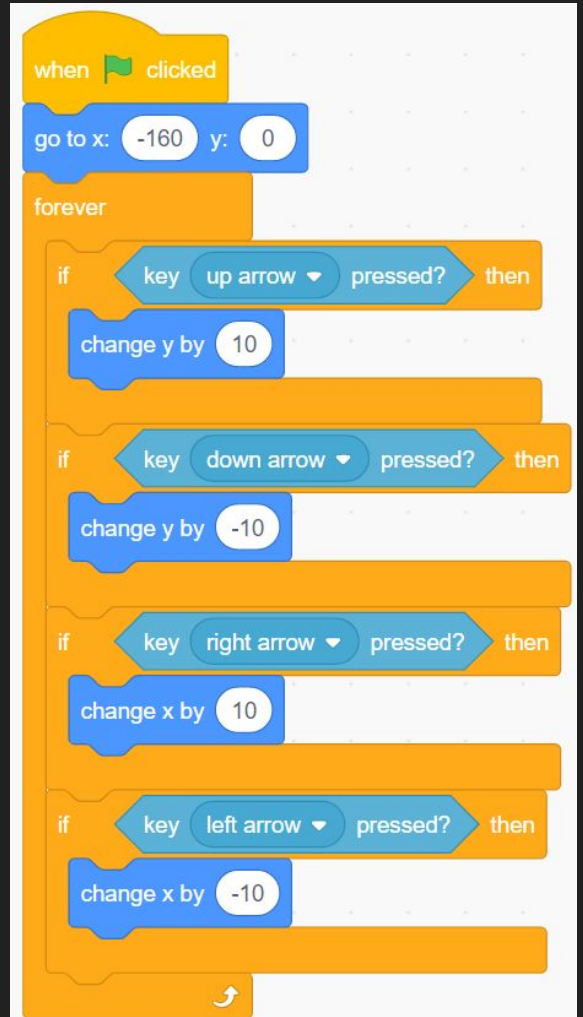 when clicked
go to x: -160 y: 0
forever
if key up arrow pressed? then
change y by 10
if key down arrow pressed? then
change y by -10
if key right arrow pressed? then
change x by 10
if key left arrow pressed? then
change x by -10